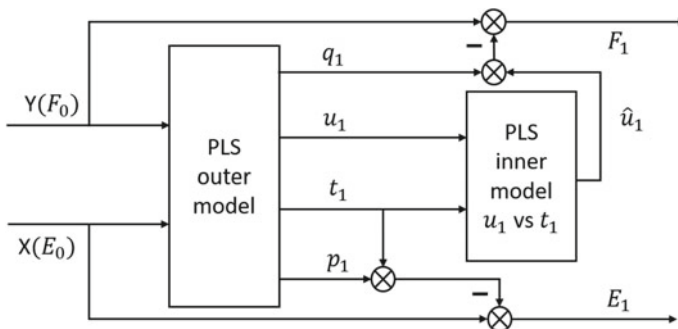 F₁
−
q₁
Y(F₀)
PLS
outer
model
u₁
PLS
inner
model
u₁ vs t₁
û₁
t₁
X(E₀)
p₁
−
E₁